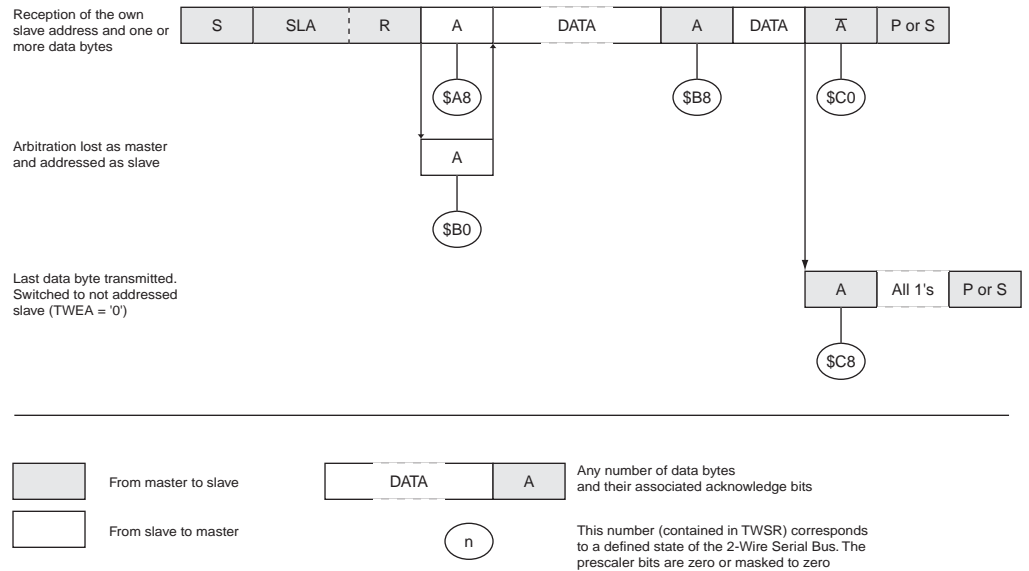 Reception of the own
slave address and one or
more data bytes
S SLA R A DATA A DATA A̅ P or S
$A8 $B8 $C0
Arbitration lost as master
and addressed as slave
A
$B0
Last data byte transmitted.
Switched to not addressed
slave (TWEA = '0')
A All 1's P or S
$C8
From master to slave
DATA A
Any number of data bytes
and their associated acknowledge bits
From slave to master
n
This number (contained in TWSR) corresponds
to a defined state of the 2-Wire Serial Bus. The
prescaler bits are zero or masked to zero